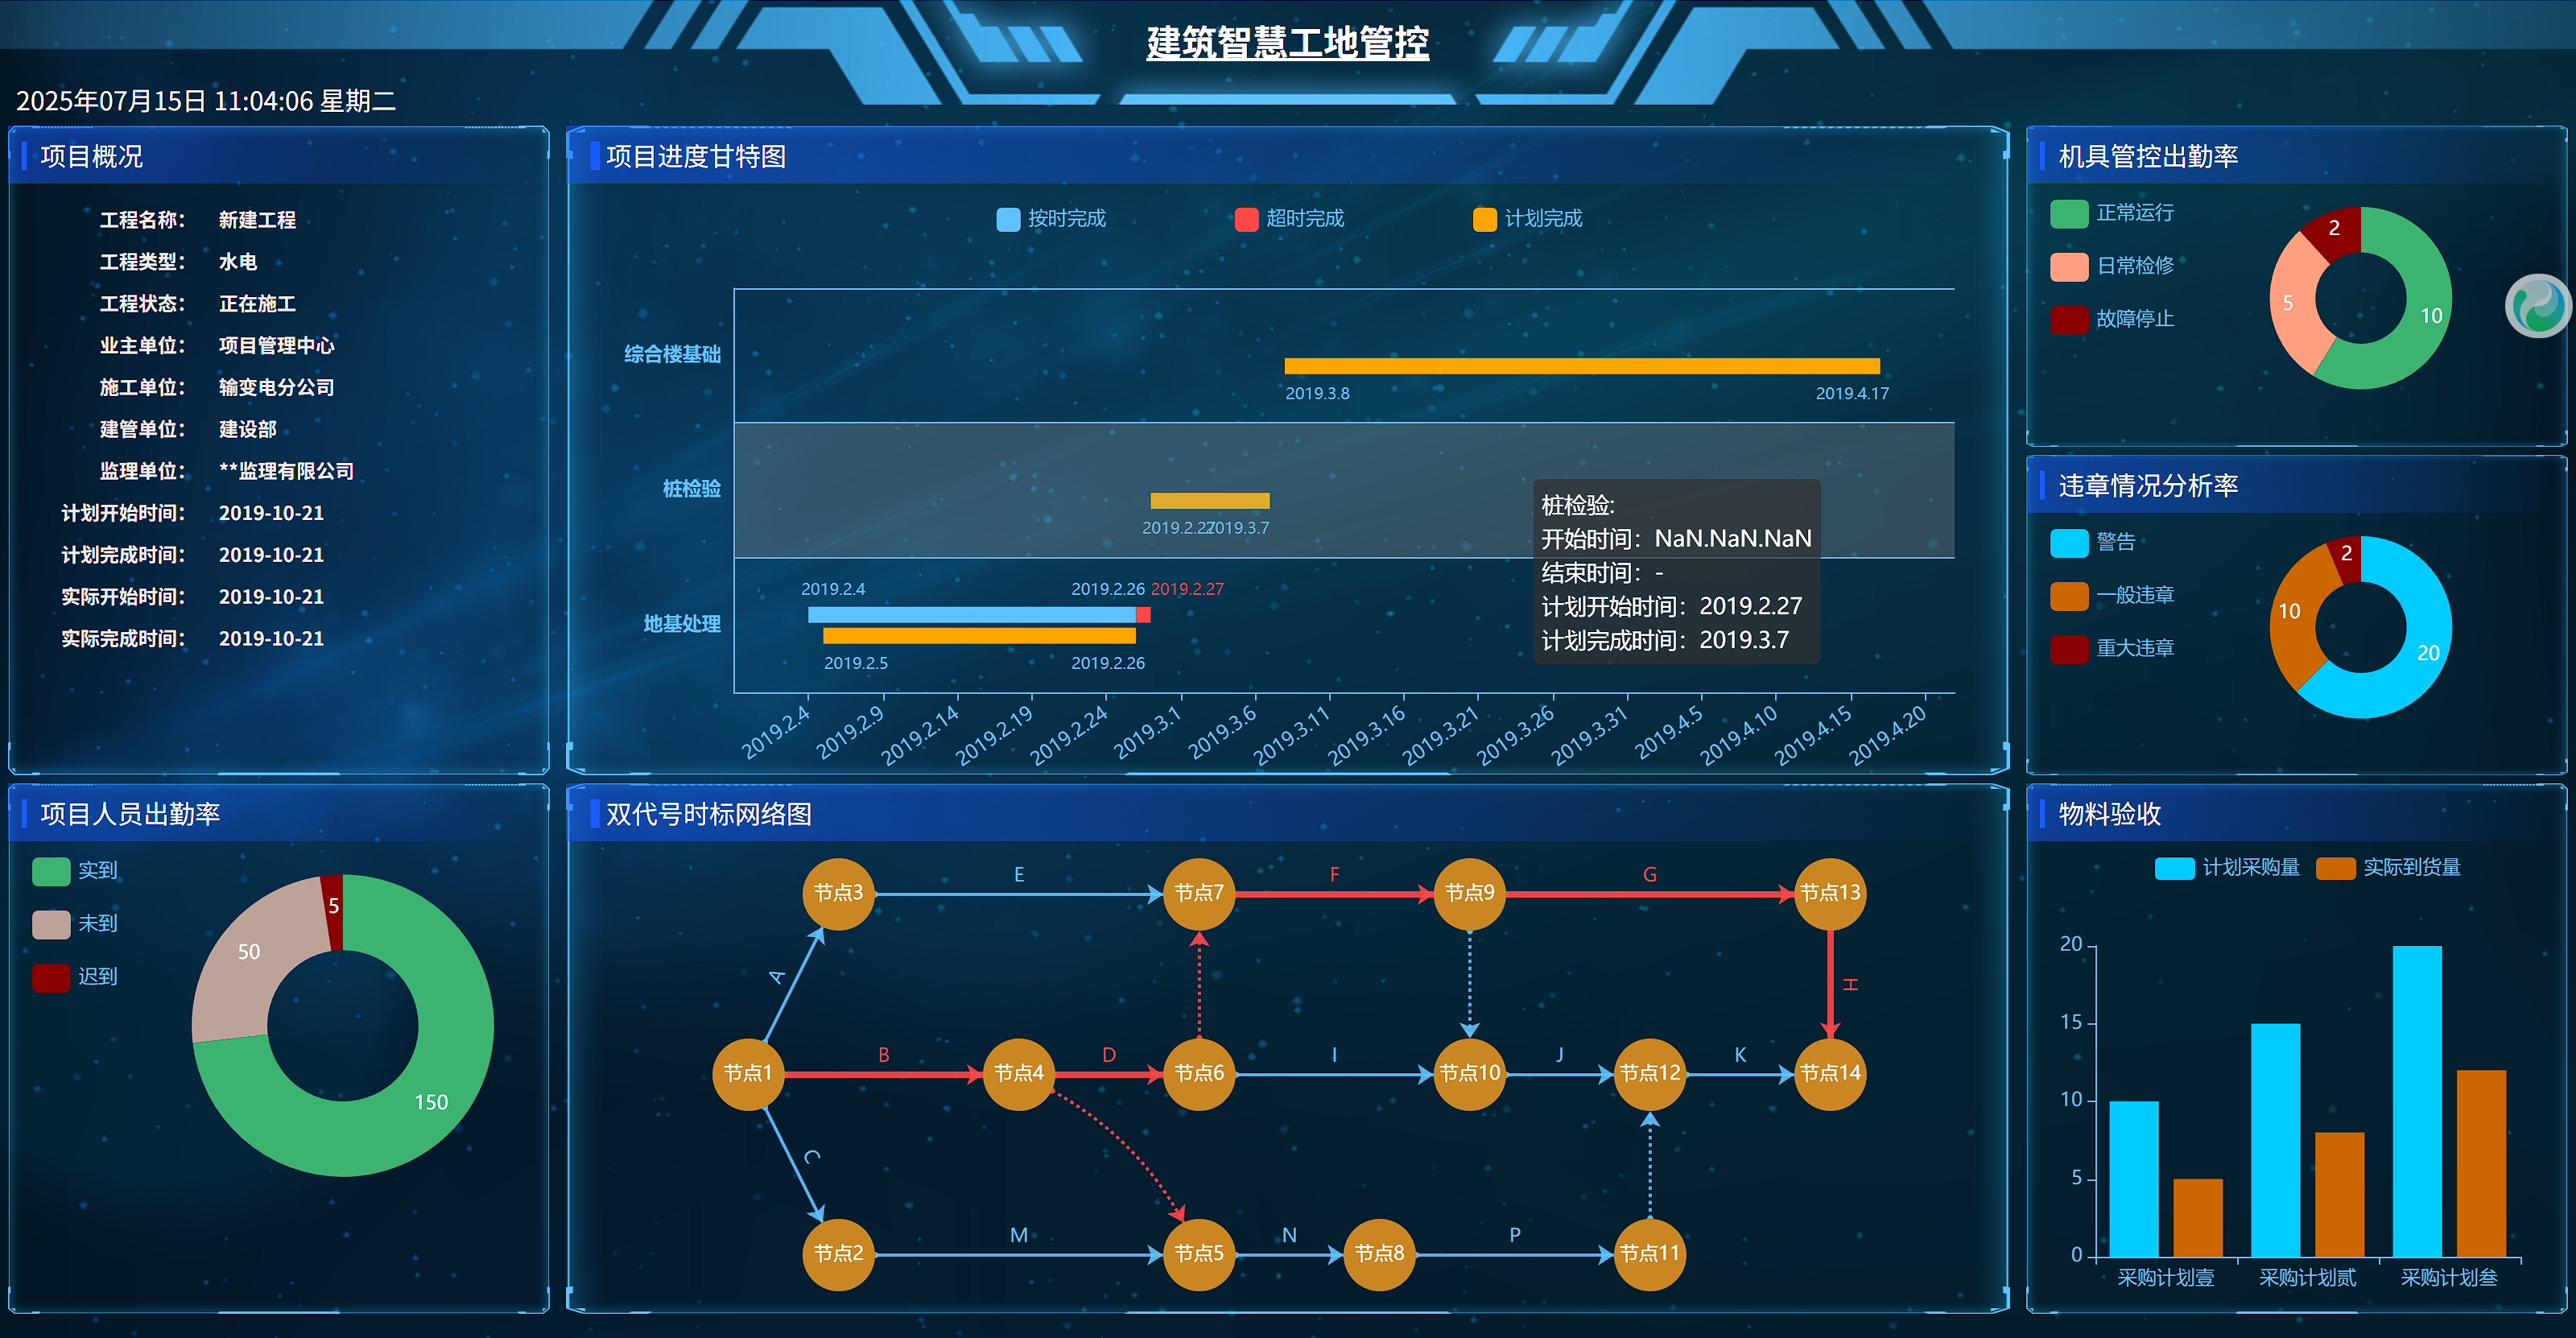 建筑智慧工地管控
2025年07月15日 11:04:06 星期二
项目概况
工程名称： 新建工程
工程类型： 水电
工程状态： 正在施工
业主单位： 项目管理中心
施工单位： 输变电分公司
建管单位： 建设部
监理单位： **监理有限公司
计划开始时间： 2019-10-21
计划完成时间： 2019-10-21
实际开始时间： 2019-10-21
实际完成时间： 2019-10-21
项目人员出勤率
实到
未到
迟到
5
50
150
项目进度甘特图
按时完成 超时完成 计划完成
综合楼基础
2019.3.8 2019.4.17
桩检验
2019.2.27 2019.3.7
桩检验:
开始时间：NaN.NaN.NaN
结束时间：-
计划开始时间：2019.2.27
计划完成时间：2019.3.7
2019.2.4 2019.2.26 2019.2.27
地基处理
2019.2.5 2019.2.26
2019.2.4 2019.2.9 2019.2.14 2019.2.19 2019.2.24 2019.3.1 2019.3.6 2019.3.11 2019.3.16 2019.3.21 2019.3.26 2019.3.31 2019.4.5 2019.4.10 2019.4.15 2019.4.20
双代号时标网络图
E F G
节点3 节点7 节点9 节点13
A H
B D I J K
节点1 节点4 节点6 节点10 节点12 节点14
C
M N P
节点2 节点5 节点8 节点11
机具管控出勤率
正常运行
日常检修
故障停止
2
5
10
违章情况分析率
警告
一般违章
重大违章
2
10
20
物料验收
计划采购量 实际到货量
20
15
10
5
0
采购计划壹 采购计划贰 采购计划叁